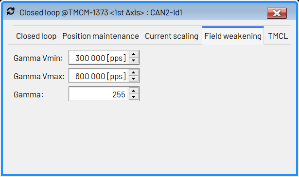 Closed loop @TMCM-1373 <1st Axis> : CAN2-Id1
Closed loop Position maintenance Current scaling Field weakening TMCL
Gamma Vmin: 300 000 [pps]
Gamma Vmax: 600 000 [pps]
Gamma: 255